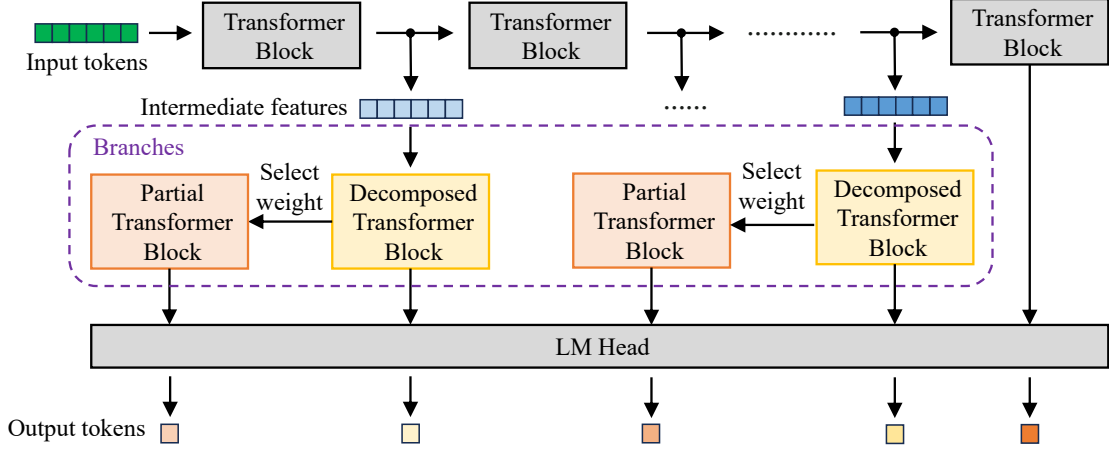 Transformer
Block
Transformer
Block
Transformer
Block
Input tokens
..............
Intermediate features
......
Branches
Partial
Transformer
Block
Select
weight
Decomposed
Transformer
Block
Partial
Transformer
Block
Select
weight
Decomposed
Transformer
Block
LM Head
Output tokens